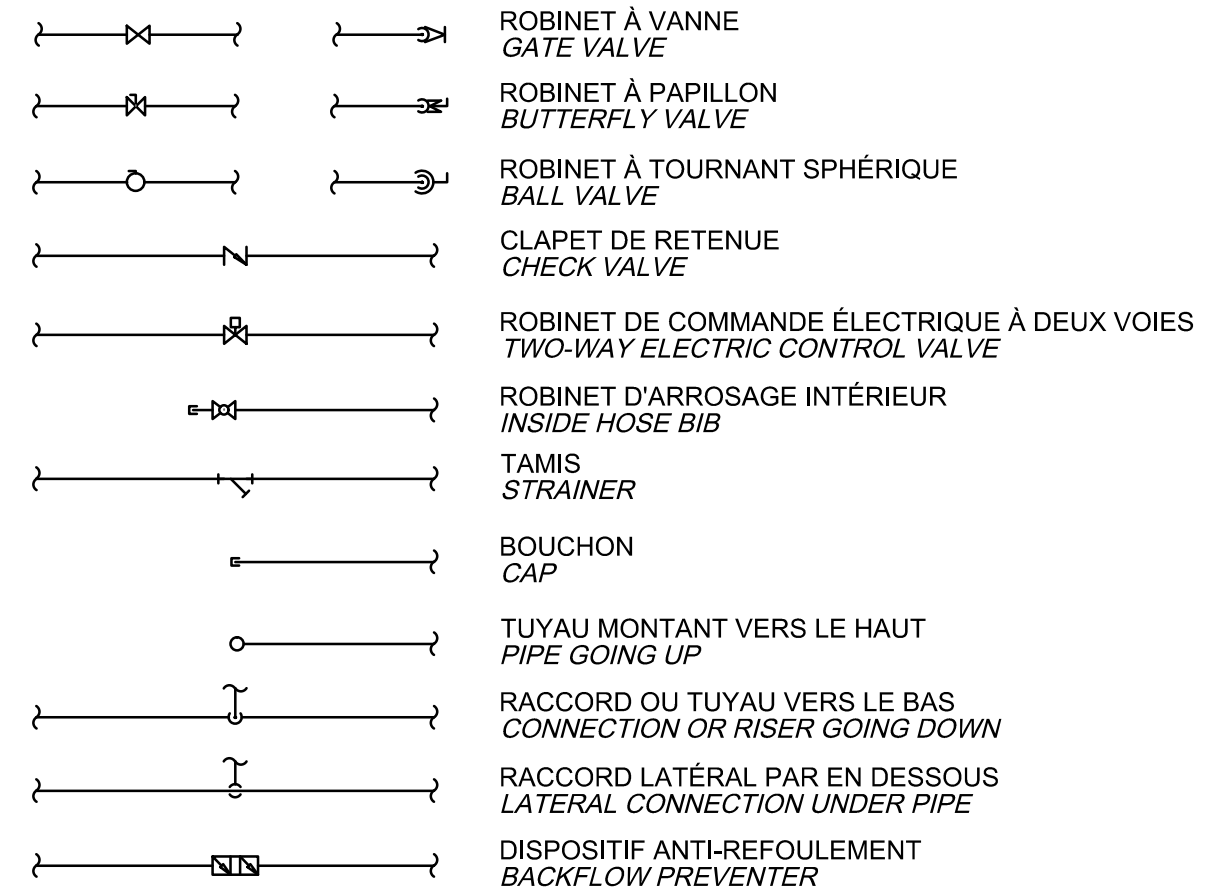 ROBINET À VANNE
GATE VALVE
ROBINET À PAPILLON
BUTTERFLY VALVE
ROBINET À TOURNANT SPHÉRIQUE
BALL VALVE
CLAPET DE RETENUE
CHECK VALVE
ROBINET DE COMMANDE ÉLECTRIQUE À DEUX VOIES
TWO-WAY ELECTRIC CONTROL VALVE
ROBINET D'ARROSAGE INTÉRIEUR
INSIDE HOSE BIB
TAMIS
STRAINER
BOUCHON
CAP
TUYAU MONTANT VERS LE HAUT
PIPE GOING UP
RACCORD OU TUYAU VERS LE BAS
CONNECTION OR RISER GOING DOWN
RACCORD LATÉRAL PAR EN DESSOUS
LATERAL CONNECTION UNDER PIPE
DISPOSITIF ANTI-REFOULEMENT
BACKFLOW PREVENTER